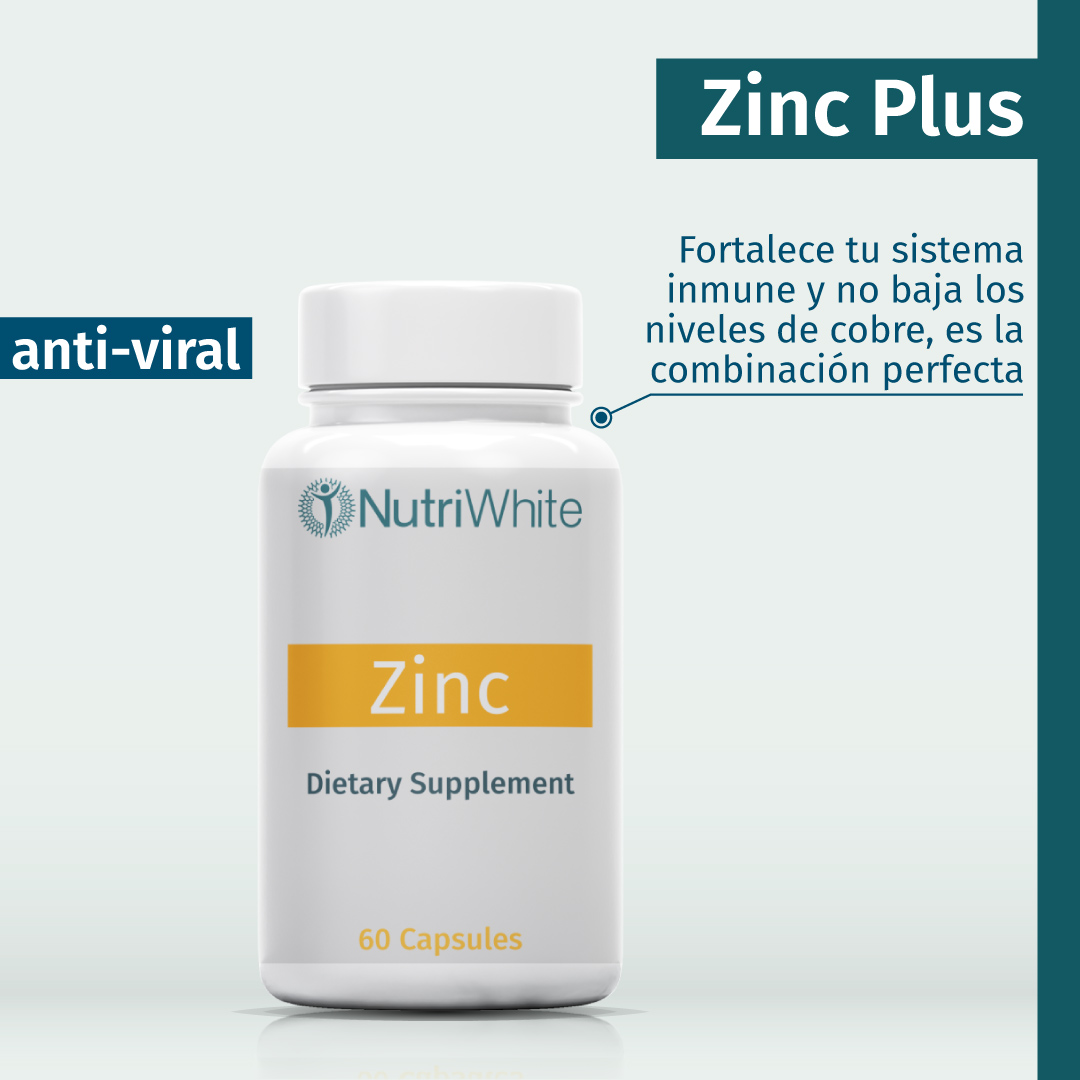 Zinc Plus
Fortalece tu sistema
inmune y no baja los
niveles de cobre, es la
combinación perfecta
anti-viral
NutriWhite
Zinc
Dietary Supplement
60 Capsules